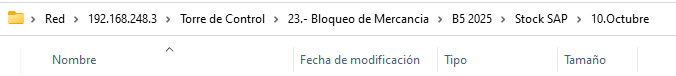 Red > 192.168.248.3 > Torre de Control > 23.- Bloqueo de Mercancia > B5 2025 > Stock SAP > 10.Octubre
Nombre Fecha de modificación Tipo Tamaño